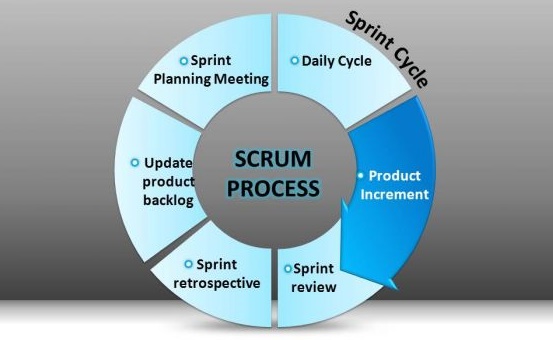 Sprint Cycle
Sprint
Planning Meeting
Daily Cycle
Product
Increment
Sprint
review
Sprint
retrospective
Update
product
backlog
SCRUM
PROCESS